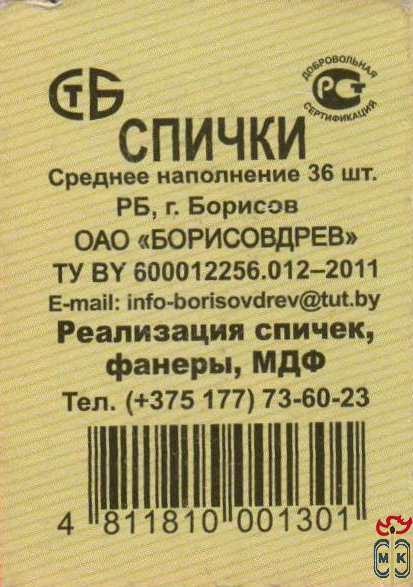 СТБ
ДОБРОВОЛЬНАЯ
РСТ
СЕРТИФИКАЦИЯ
СПИЧКИ
Среднее наполнение 36 шт.
РБ, г. Борисов
ОАО «БОРИСОВДРЕВ»
ТУ BY 600012256.012–2011
E-mail: info-borisovdrev@tut.by
Реализация спичек,
фанеры, МДФ
Тел. (+375 177) 73-60-23
4 811810 001301
МК